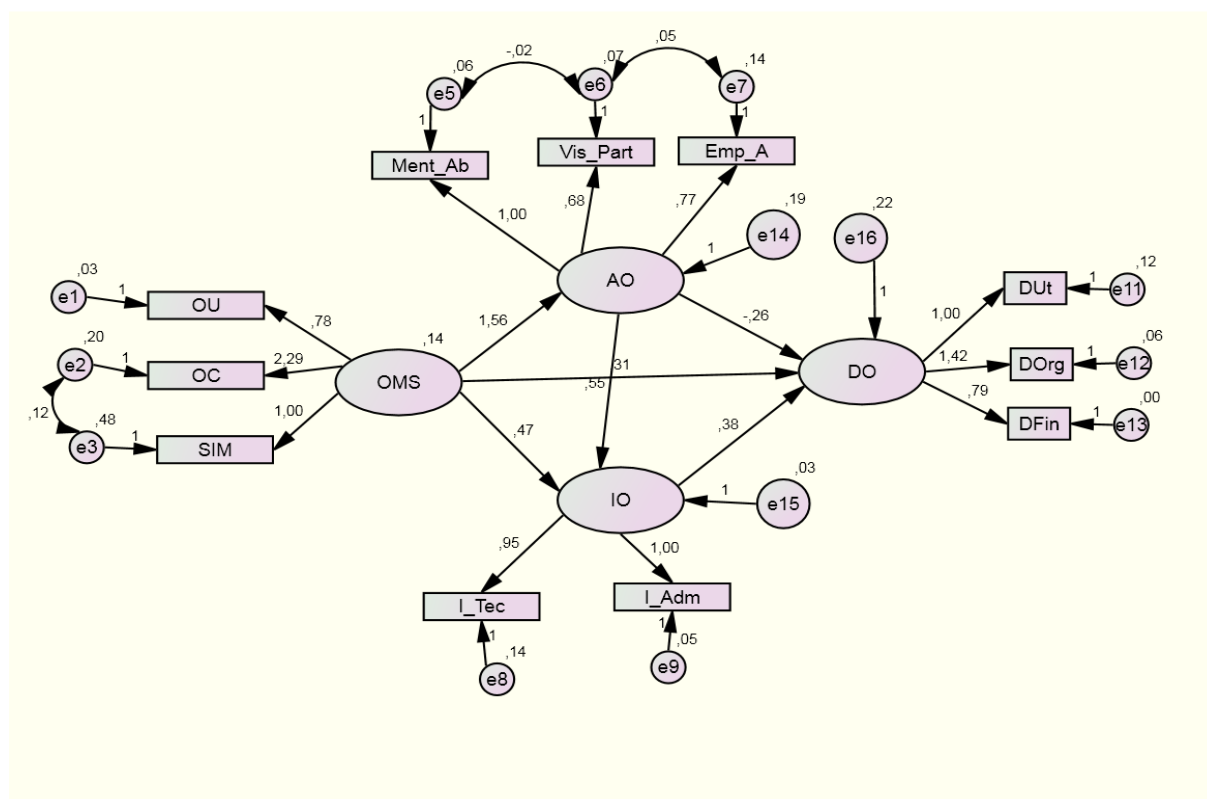 -,02
,05
,06
,07
,14
e5
e6
e7
1
1
1
Ment_Ab
Vis_Part
Emp_A
1,00
,68
,77
,19
,22
e14
e16
1
1
AO
,03
e1
1
OU
,78
,20
e2
1
OC
2,29
,12
,48
e3
1
SIM
1,00
,14
OMS
1,56
-,26
,31
,55
,47
,38
DO
1,00
1,42
,79
DUt
1
,12
e11
DOrg
1
,06
e12
DFin
1
,00
e13
IO
1
,03
e15
,95
1,00
I_Tec
I_Adm
1
,14
e8
1
,05
e9